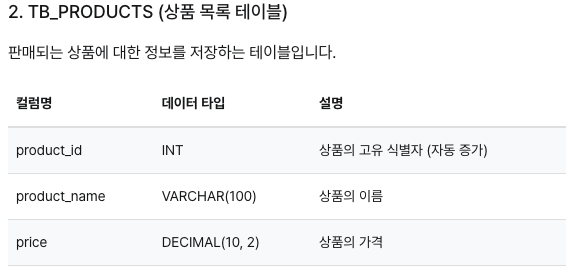 2. TB_PRODUCTS (상품 목록 테이블)
판매되는 상품에 대한 정보를 저장하는 테이블입니다.
컬럼명 데이터 타입 설명
product_id INT 상품의 고유 식별자 (자동 증가)
product_name VARCHAR(100) 상품의 이름
price DECIMAL(10, 2) 상품의 가격